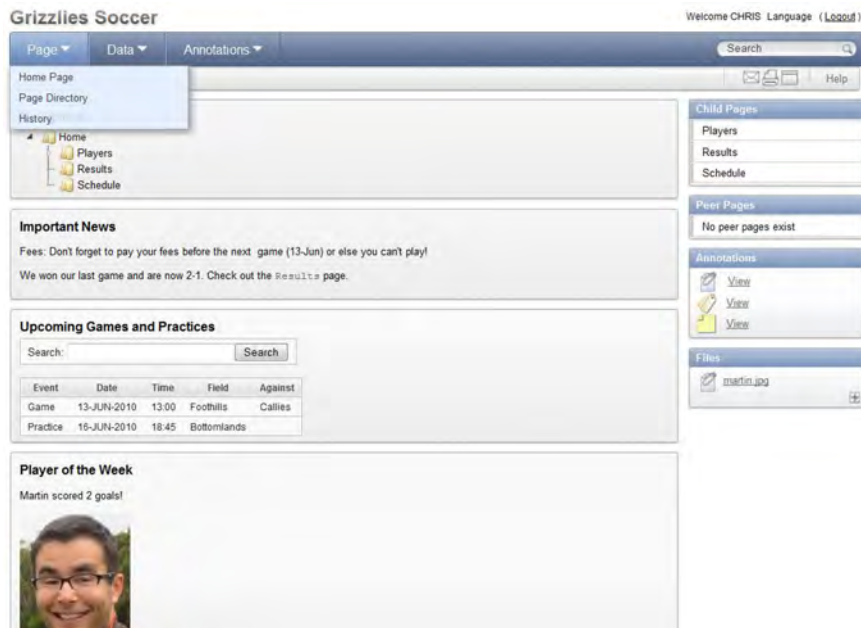 Grizzlies Soccer
Welcome CHRIS Language (Logout)
Page Data Annotations Search
Home Page
Page Directory
History
Help
Home
Players
Results
Schedule
Important News
Fees: Don't forget to pay your fees before the next game (13-Jun) or else you can't play!
We won our last game and are now 2-1. Check out the Results page.
Upcoming Games and Practices
Search: Search
Event Date Time Field Against
Game 13-JUN-2010 13:00 Foothills Callies
Practice 16-JUN-2010 18:45 Bottomlands
Player of the Week
Martin scored 2 goals!
Child Pages
Players
Results
Schedule
Peer Pages
No peer pages exist
Annotations
View
View
View
Files
martin.jpg